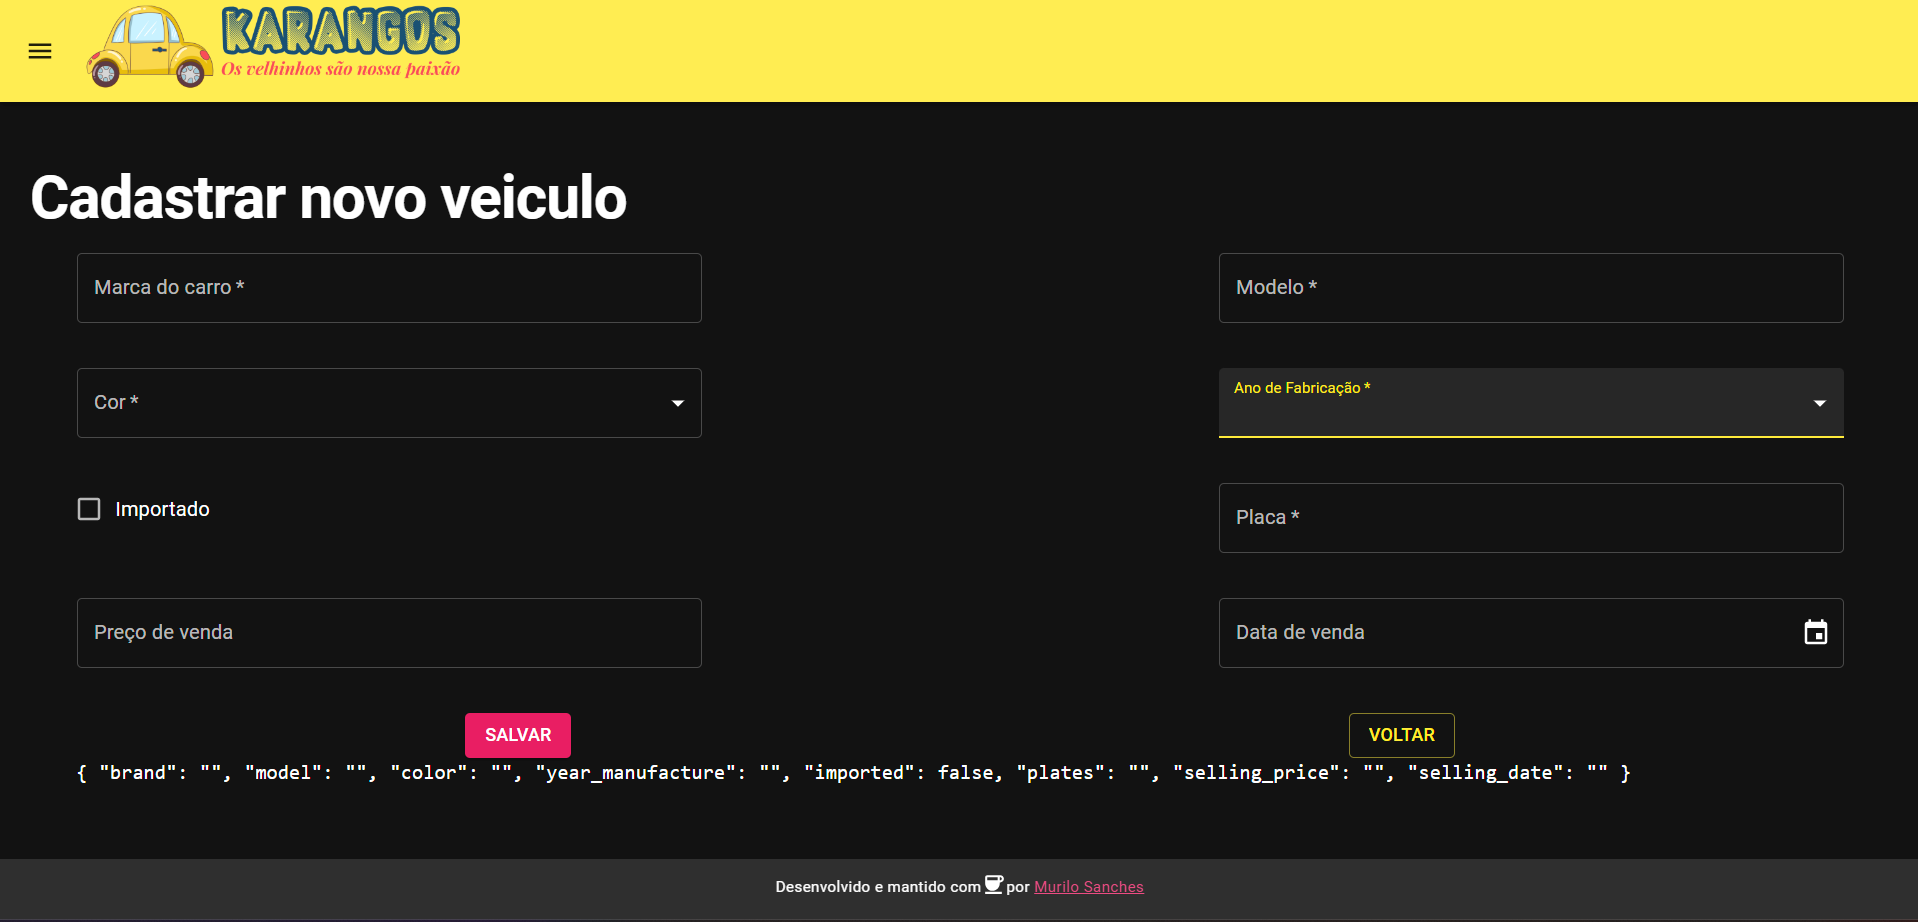 KARANGOS
Os velhinhos são nossa paixão
Cadastrar novo veiculo
Marca do carro *
Modelo *
Cor *
Ano de Fabricação *
Importado
Placa *
Preço de venda
Data de venda
SALVAR
VOLTAR
{ "brand": "", "model": "", "color": "", "year_manufacture": "", "imported": false, "plates": "", "selling_price": "", "selling_date": "" }
Desenvolvido e mantido com por Murilo Sanches